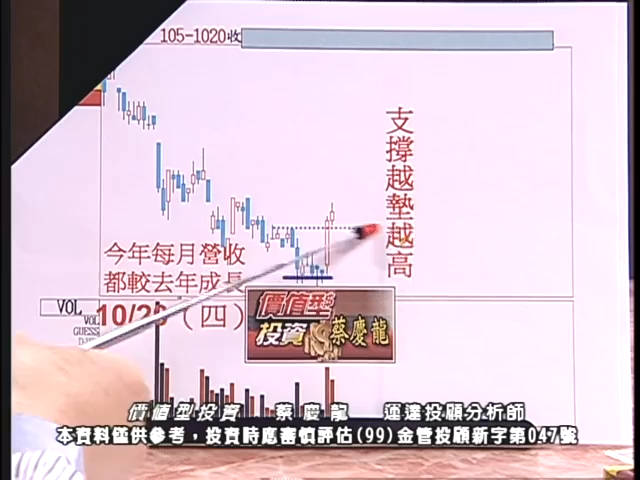 105-1020收
支撐越墊越高
今年每月營收
都較去年成長
VOL
VOL
10/20(四)
價值型
投資
蔡慶龍
價值型投資 蔡慶龍 運達投顧分析師
本資料僅供參考，投資時應審慎評估(99)金管投顧新字第047號